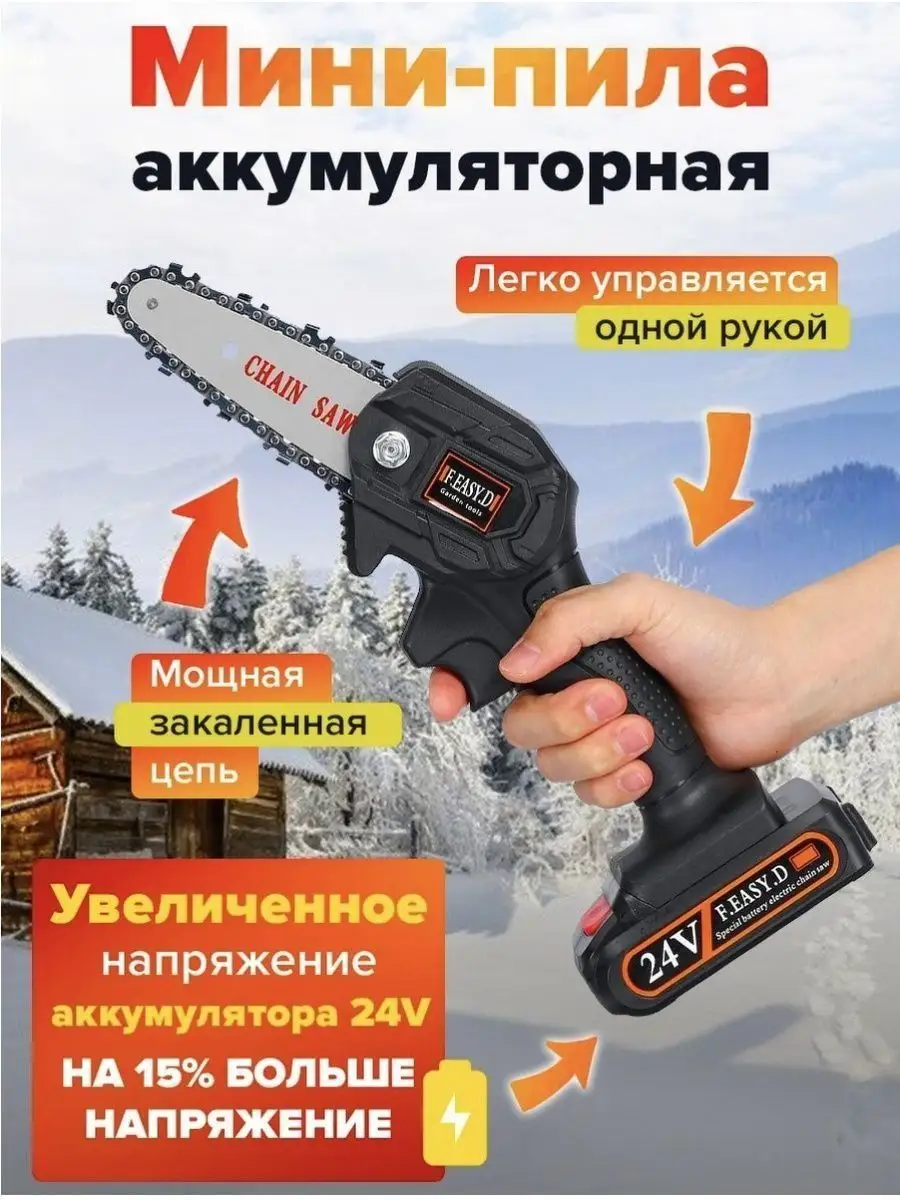 Мини-пила
аккумуляторная
Легко управляется
одной рукой
CHAIN SAW
F.EASY.D
Garden tools
Мощная
закаленная
цепь
24V
F.EASY.D
Special battery electric chain saw
Увеличенное
напряжение
аккумулятора 24V
НА 15% БОЛЬШЕ
НАПРЯЖЕНИЕ